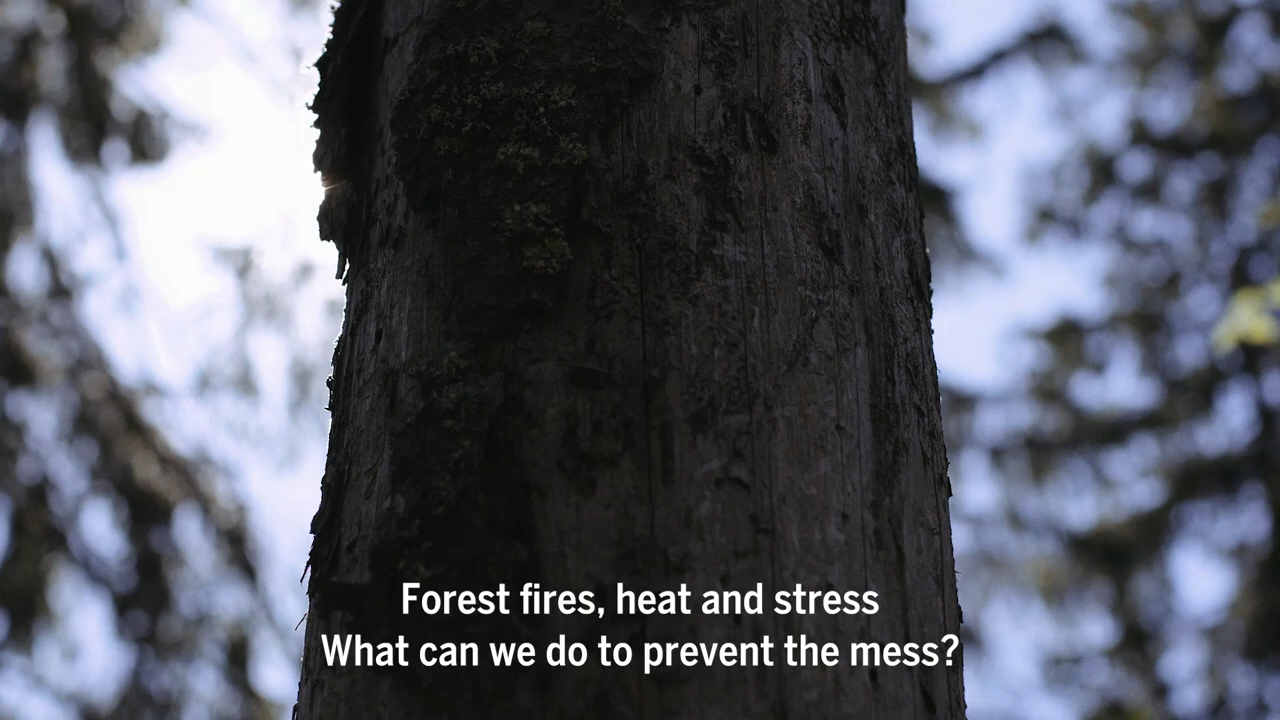 Forest fires, heat and stress
What can we do to prevent the mess?